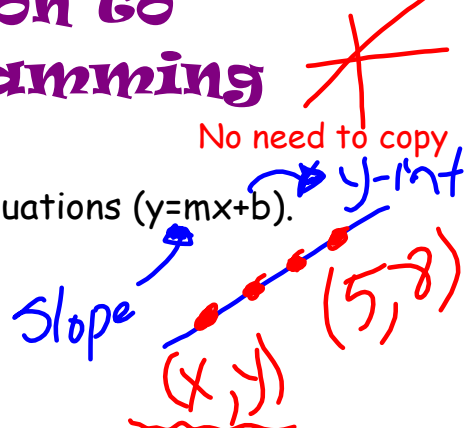 on to
amming
No need to copy
y-int
uations (y=mx+b).
slope
(5,8)
(x,y)